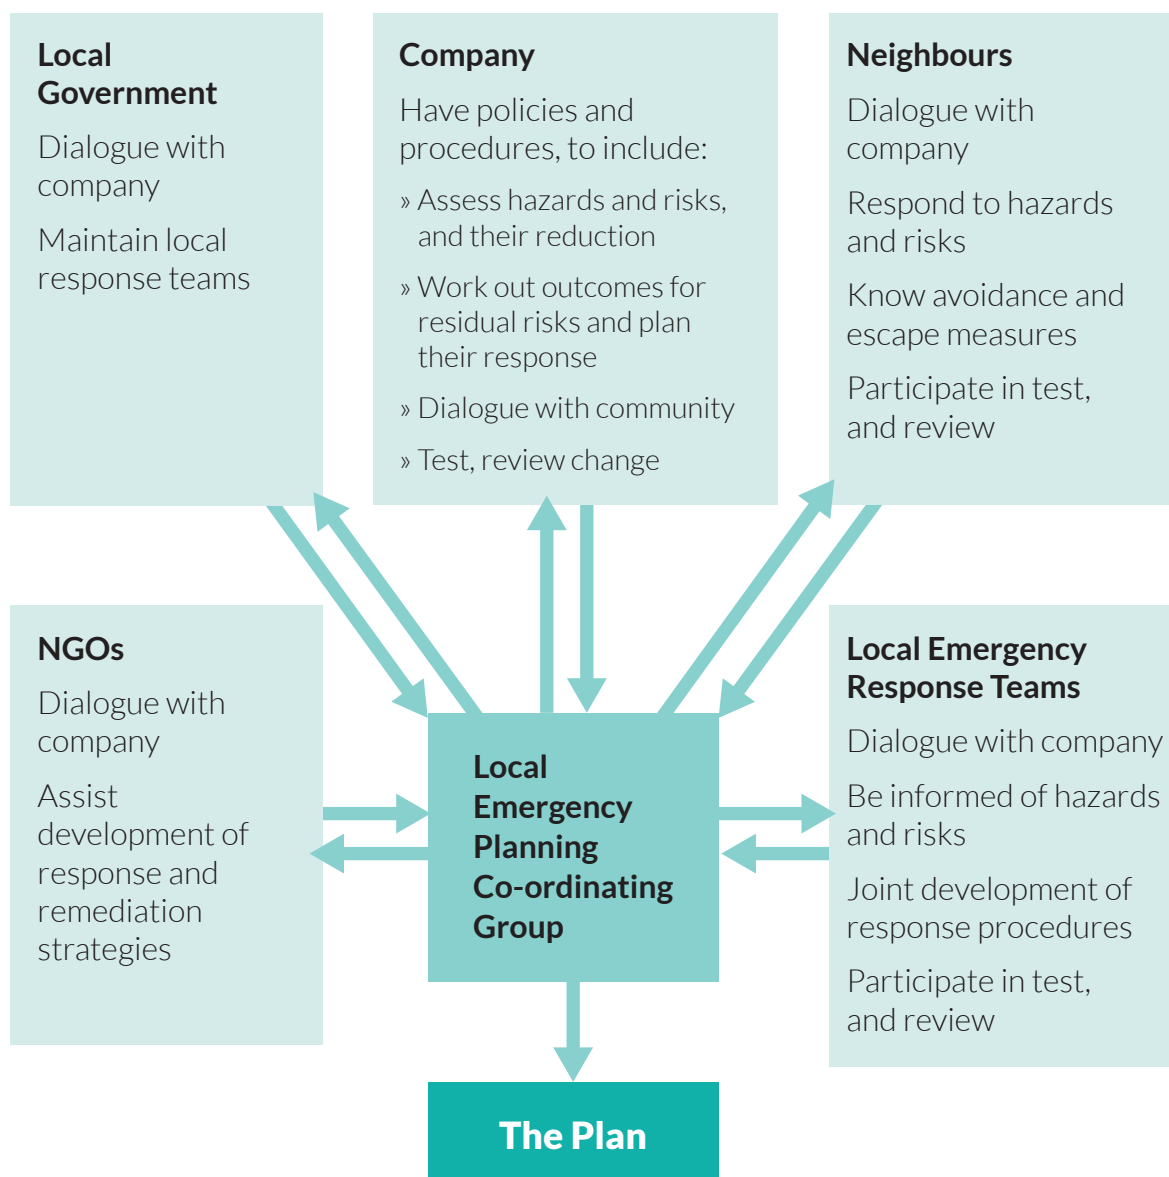 Local
Government
Dialogue with
company
Maintain local
response teams
Company
Have policies and
procedures, to include:
» Assess hazards and risks,
and their reduction
» Work out outcomes for
residual risks and plan
their response
» Dialogue with community
» Test, review change
Neighbours
Dialogue with
company
Respond to hazards
and risks
Know avoidance and
escape measures
Participate in test,
and review
NGOs
Dialogue with
company
Assist
development of
response and
remediation
strategies
Local
Emergency
Planning
Co-ordinating
Group
Local Emergency
Response Teams
Dialogue with company
Be informed of hazards
and risks
Joint development of
response procedures
Participate in test,
and review
The Plan